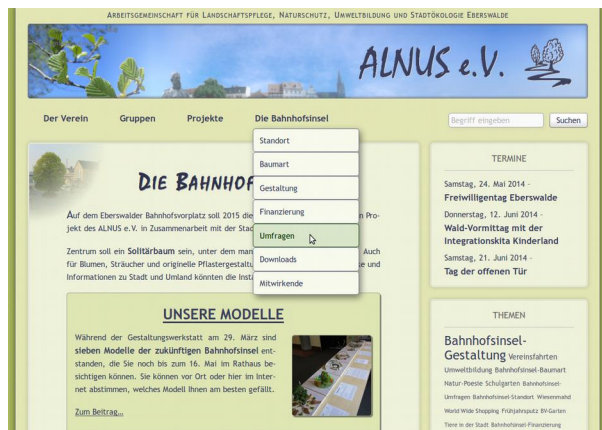 Arbeitsgemeinschaft für Landschaftspflege, Naturschutz, Umweltbildung und Stadtökologie Eberswalde
ALNUS e.V.
Der Verein Gruppen Projekte Die Bahnhofsinsel
Begriff eingeben Suchen
Standort
Baumart
Gestaltung
Finanzierung
Umfragen
Downloads
Mitwirkende
Die Bahnhof
Auf dem Eberswalder Bahnhofsvorplatz soll 2015 die n Pro-
jekt des ALNUS e.V. in Zusammenarbeit mit der Stad
Zentrum soll ein Solitärbaum sein, unter dem man Auch
für Blumen, Sträucher und originelle Pflastergestaltu te und
Informationen zu Stadt und Umland könnten die Inst
UNSERE MODELLE
Während der Gestaltungswerkstatt am 29. März sind
sieben Modelle der zukünftigen Bahnhofsinsel ent-
standen, die Sie noch bis zum 16. Mai im Rathaus be-
sichtigen können. Sie können vor Ort oder hier im Inter-
net abstimmen, welches Modell Ihnen am besten gefällt.
Zum Beitrag...
TERMINE
Samstag, 24. Mai 2014 -
Freiwilligentag Eberswalde
Donnerstag, 12. Juni 2014 -
Wald-Vormittag mit der
Integrationskita Kinderland
Samstag, 21. Juni 2014 -
Tag der offenen Tür
THEMEN
Bahnhofsinsel-
Gestaltung Vereinsfahrten
Umweltbildung Bahnhofsinsel-Baumart
Natur-Poesie Schulgarten Bahnhofsinsel-
Umfragen Bahnhofsinsel-Standort Wiesenmahd
World Wide Shopping Frühjahrsputz BV-Garten
Tiere in der Stadt Bahnhofsinsel-Finanzierung